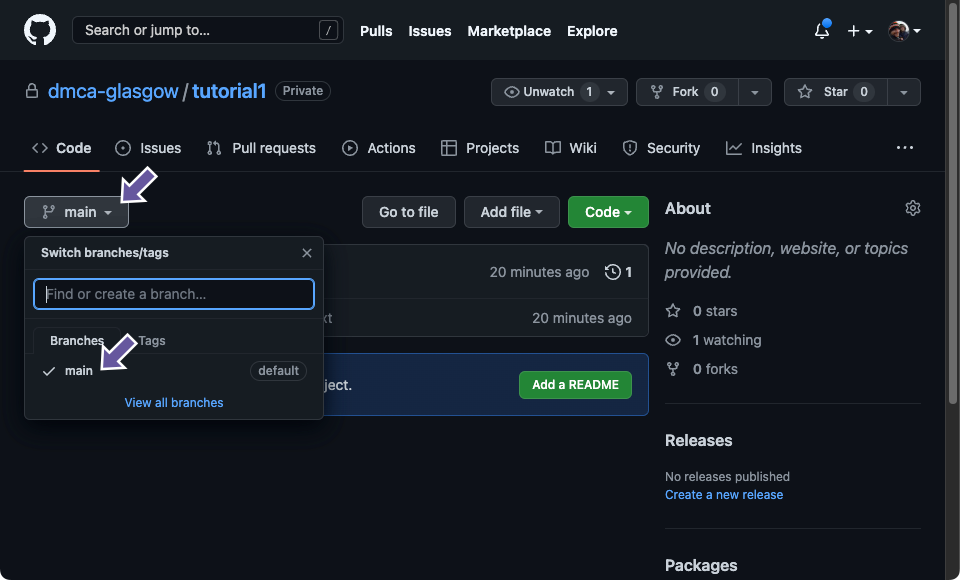 Search or jump to... /
Pulls Issues Marketplace Explore
dmca-glasgow / tutorial1 Private
Unwatch 1 Fork 0 Star 0
Code Issues Pull requests Actions Projects Wiki Security Insights ...
main Go to file Add file Code
Switch branches/tags
Find or create a branch...
Branches Tags
main default
View all branches
20 minutes ago 1
xt 20 minutes ago
ject. Add a README
About
No description, website, or topics
provided.
0 stars
1 watching
0 forks
Releases
No releases published
Create a new release
Packages